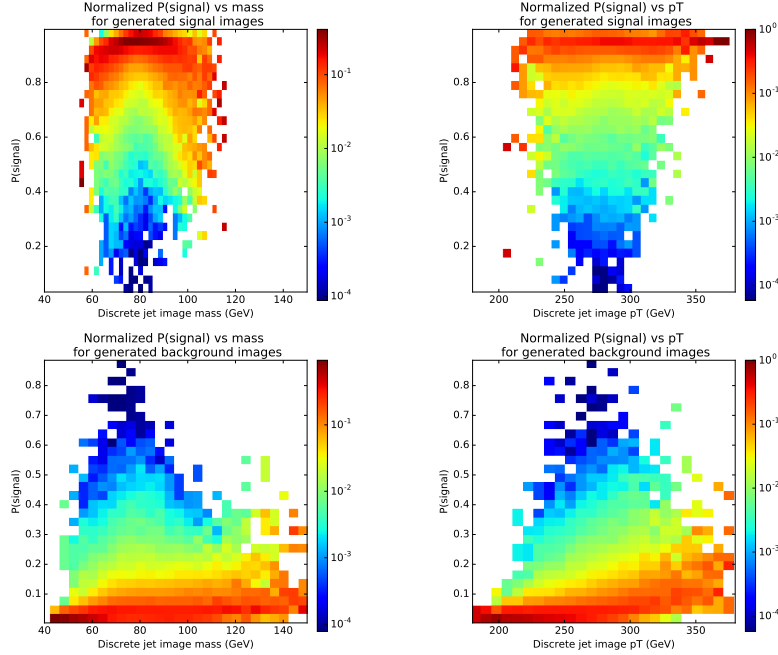 Normalized P(signal) vs mass
for generated signal images
P(signal)
0.8
0.6
0.4
0.2
40 60 80 100 120 140
Discrete jet image mass (GeV)
10⁻¹
10⁻²
10⁻³
10⁻⁴
Normalized P(signal) vs pT
for generated signal images
P(signal)
0.8
0.6
0.4
0.2
200 250 300 350
Discrete jet image pT (GeV)
10⁰
10⁻¹
10⁻²
10⁻³
10⁻⁴
Normalized P(signal) vs mass
for generated background images
P(signal)
0.8
0.7
0.6
0.5
0.4
0.3
0.2
0.1
40 60 80 100 120 140
Discrete jet image mass (GeV)
10⁻¹
10⁻²
10⁻³
10⁻⁴
Normalized P(signal) vs pT
for generated background images
P(signal)
0.8
0.7
0.6
0.5
0.4
0.3
0.2
0.1
200 250 300 350
Discrete jet image pT (GeV)
10⁰
10⁻¹
10⁻²
10⁻³
10⁻⁴